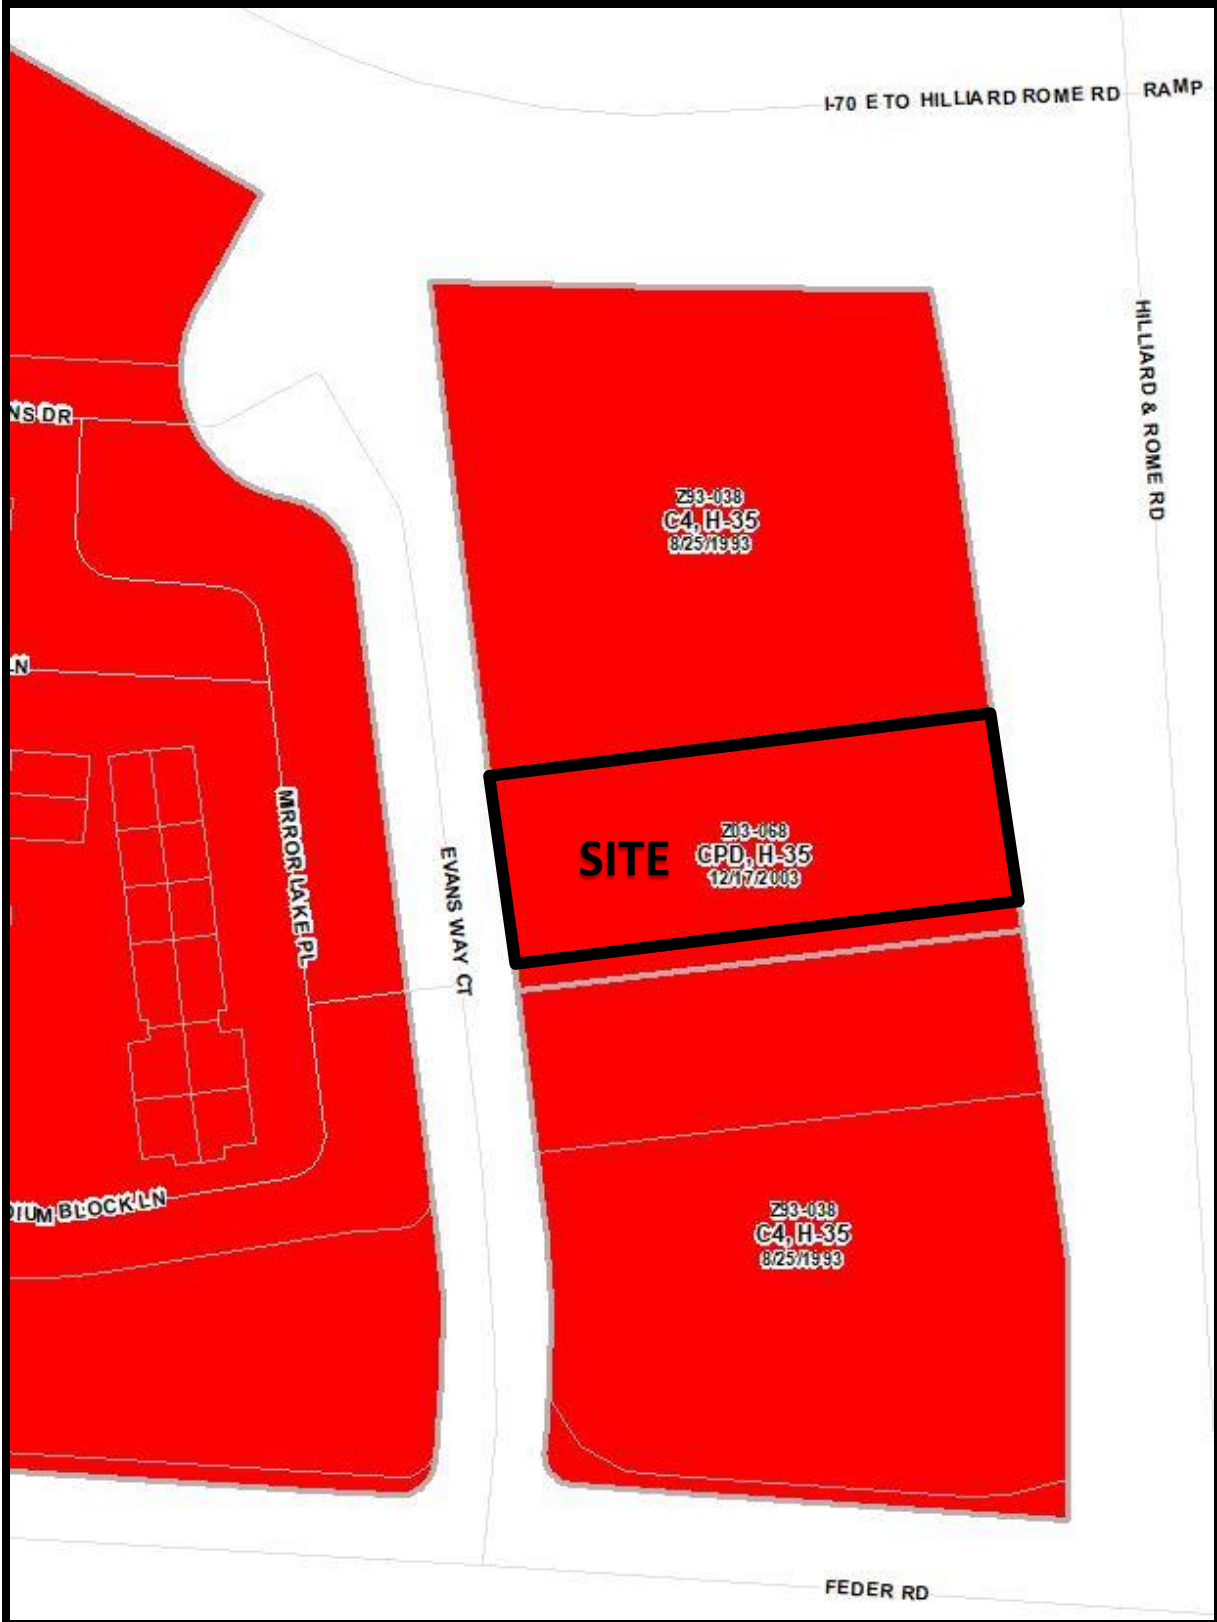 I-70 E TO HILLIARD ROME RD RAMP
HILLIARD & ROME RD
NS DR
Z93-038
C4, H-35
8/25/1993
LN
MIRROR LAKE PL
EVANS WAY CT
SITE
Z03-068
CPD, H-35
12/17/2003
DIUM BLOCK LN
Z93-038
C4, H-35
8/25/1993
FEDER RD